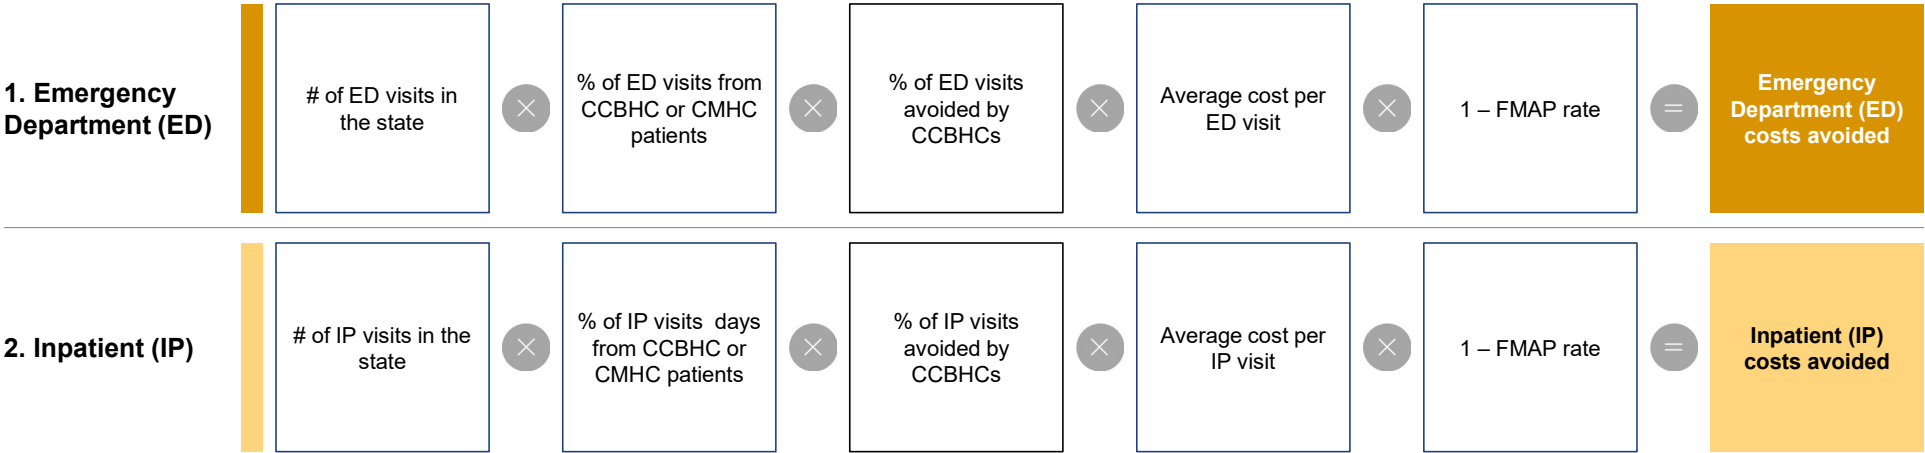 1. Emergency
Department (ED)
# of ED visits in
the state
×
% of ED visits from
CCBHC or CMHC
patients
×
% of ED visits
avoided by
CCBHCs
×
Average cost per
ED visit
×
1 – FMAP rate
=
Emergency
Department (ED)
costs avoided
2. Inpatient (IP)
# of IP visits in the
state
×
% of IP visits  days
from CCBHC or
CMHC patients
×
% of IP visits
avoided by
CCBHCs
×
Average cost per
IP visit
×
1 – FMAP rate
=
Inpatient (IP)
costs avoided